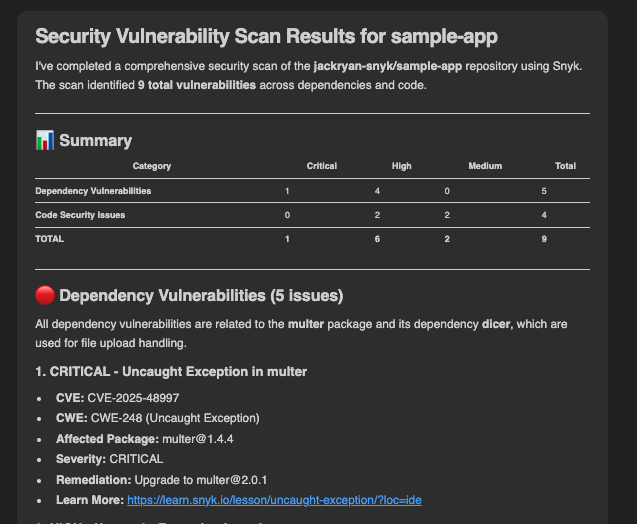 Security Vulnerability Scan Results for sample-app
I've completed a comprehensive security scan of the jackryan-snyk/sample-app repository using Snyk.
The scan identified 9 total vulnerabilities across dependencies and code.
Summary
Category Critical High Medium Total
Dependency Vulnerabilities 1 4 0 5
Code Security Issues 0 2 2 4
TOTAL 1 6 2 9
Dependency Vulnerabilities (5 issues)
All dependency vulnerabilities are related to the multer package and its dependency dicer, which are
used for file upload handling.
1. CRITICAL - Uncaught Exception in multer
• CVE: CVE-2025-48997
• CWE: CWE-248 (Uncaught Exception)
• Affected Package: multer@1.4.4
• Severity: CRITICAL
• Remediation: Upgrade to multer@2.0.1
• Learn More: https://learn.snyk.io/lesson/uncaught-exception/?loc=ide